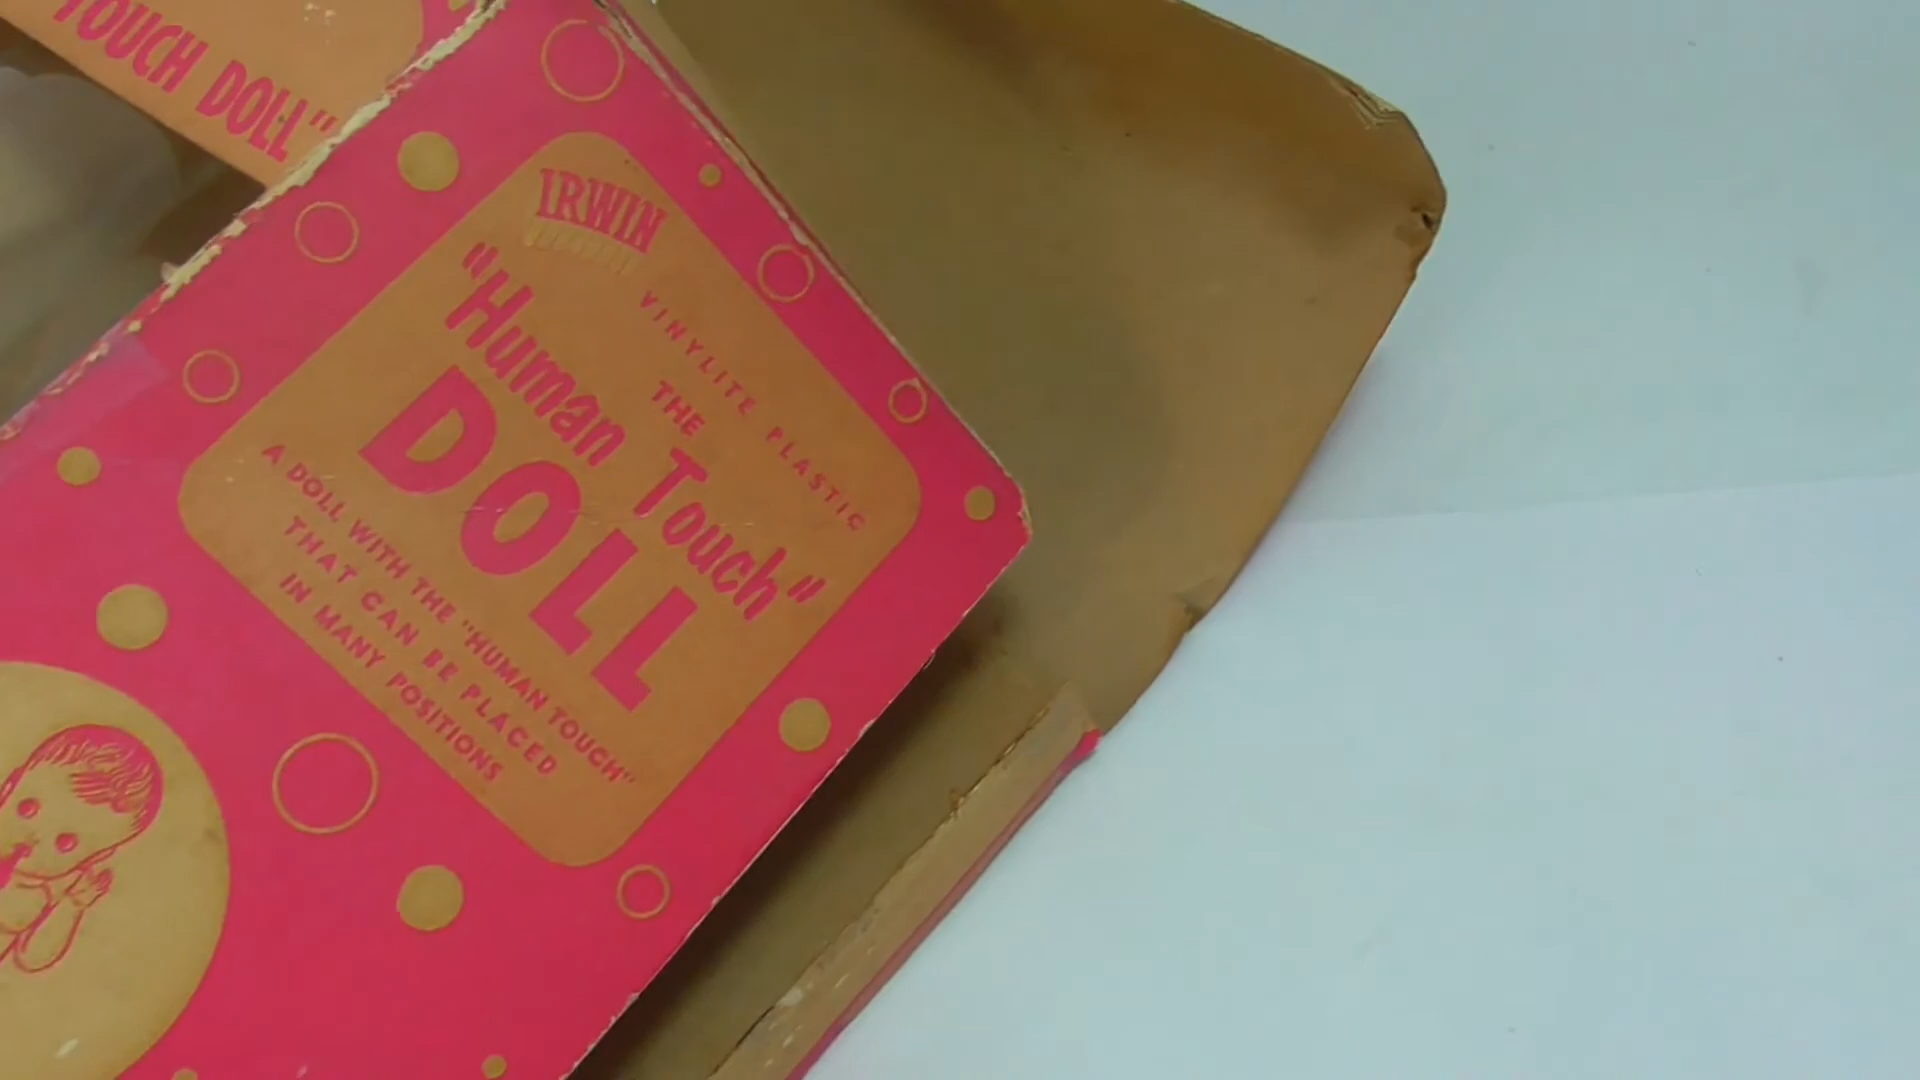 TOUCH DOLL"
IRWIN
VINYLITE PLASTIC
THE
"Human Touch"
DOLL
A DOLL WITH THE "HUMAN TOUCH"
THAT CAN BE PLACED
IN MANY POSITIONS